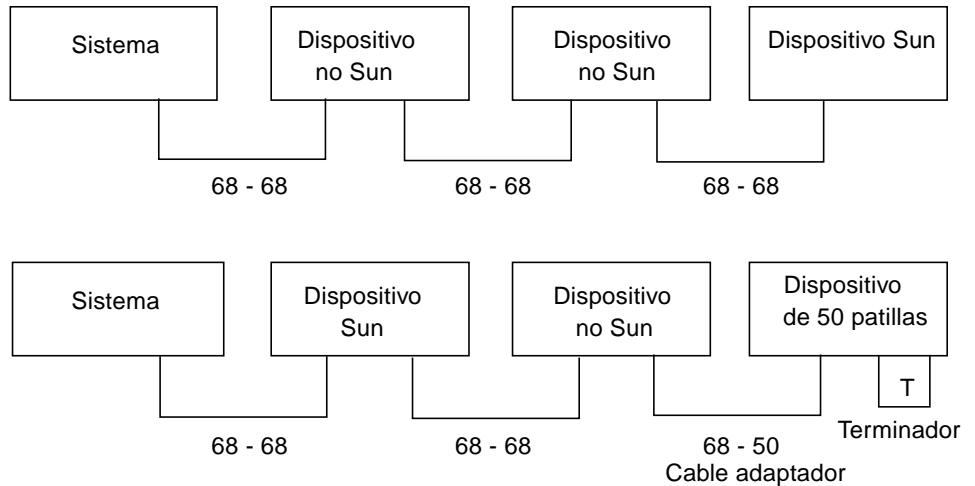 Sistema
Dispositivo
no Sun
Dispositivo
no Sun
Dispositivo Sun
68 - 68
68 - 68
68 - 68
Sistema
Dispositivo
Sun
Dispositivo
no Sun
Dispositivo
de 50 patillas
T
Terminador
68 - 68
68 - 68
68 - 50
Cable adaptador